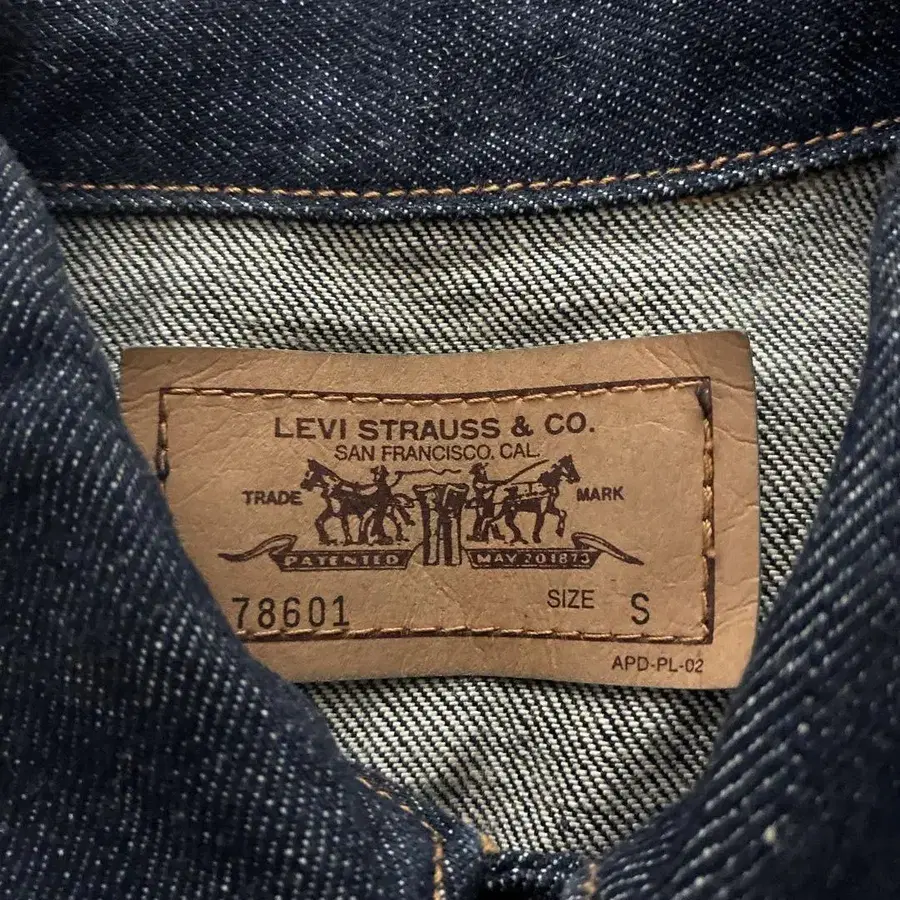 LEVI STRAUSS & CO.
SAN FRANCISCO, CAL.
TRADE MARK
PATENTED MAY 20 1873
78601 SIZE S
APD-PL-02